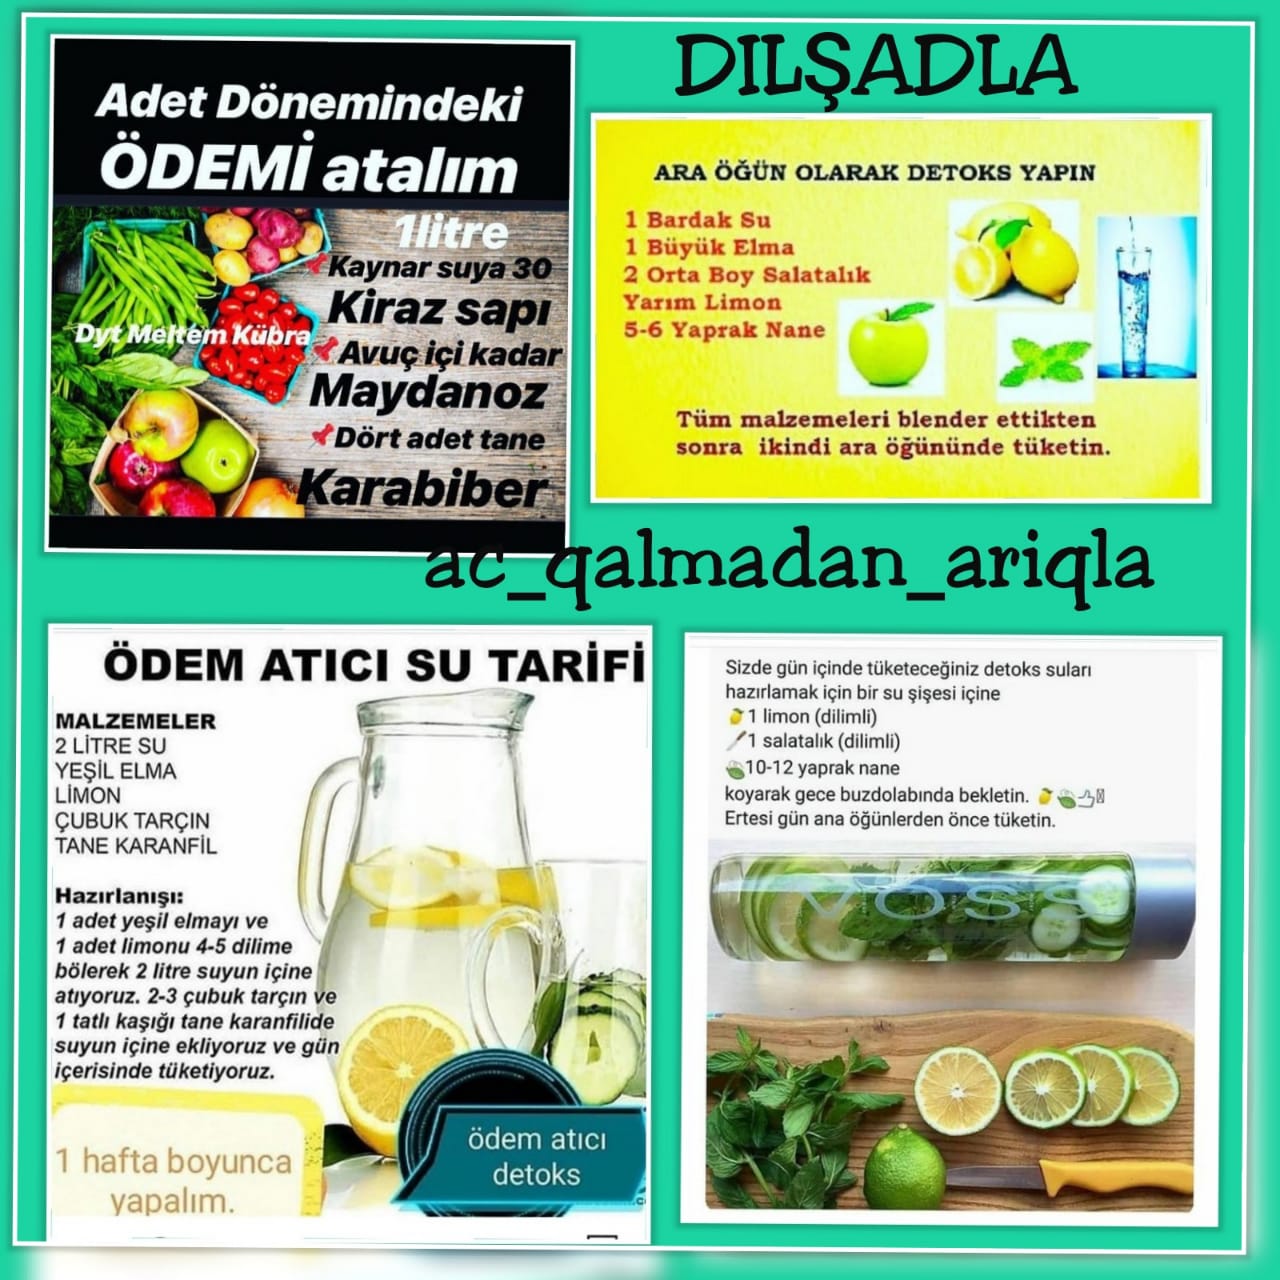 DILŞADLA
Adet Dönemindeki
ÖDEMİ atalım
1litre
Kaynar suya 30
Kiraz sapı
Dyt Meltem Kübra
Avuç içi kadar
Maydanoz
Dört adet tane
Karabiber
ARA ÖĞÜN OLARAK DETOKS YAPIN
1 Bardak Su
1 Büyük Elma
2 Orta Boy Salatalık
Yarım Limon
5-6 Yaprak Nane
Tüm malzemeleri blender ettikten
sonra ikindi ara öğününde tüketin.
ac_qalmadan_ariqla
ÖDEM ATICI SU TARİFİ
MALZEMELER
2 LİTRE SU
YEŞİL ELMA
LİMON
ÇUBUK TARÇIN
TANE KARANFİL
Hazırlanışı:
1 adet yeşil elmayı ve
1 adet limonu 4-5 dilime
bölerek 2 litre suyun içine
atıyoruz. 2-3 çubuk tarçın ve
1 tatlı kaşığı tane karanfilide
suyun içine ekliyoruz ve gün
içerisinde tüketiyoruz.
1 hafta boyunca
yapalım.
ödem atıcı
detoks
Sizde gün içinde tüketeceğiniz detoks suları
hazırlamak için bir su şişesi içine
🍋1 limon (dilimli)
1 salatalık (dilimli)
10-12 yaprak nane
koyarak gece buzdolabında bekletin. 🍋
Ertesi gün ana öğünlerden önce tüketin.
VOSS